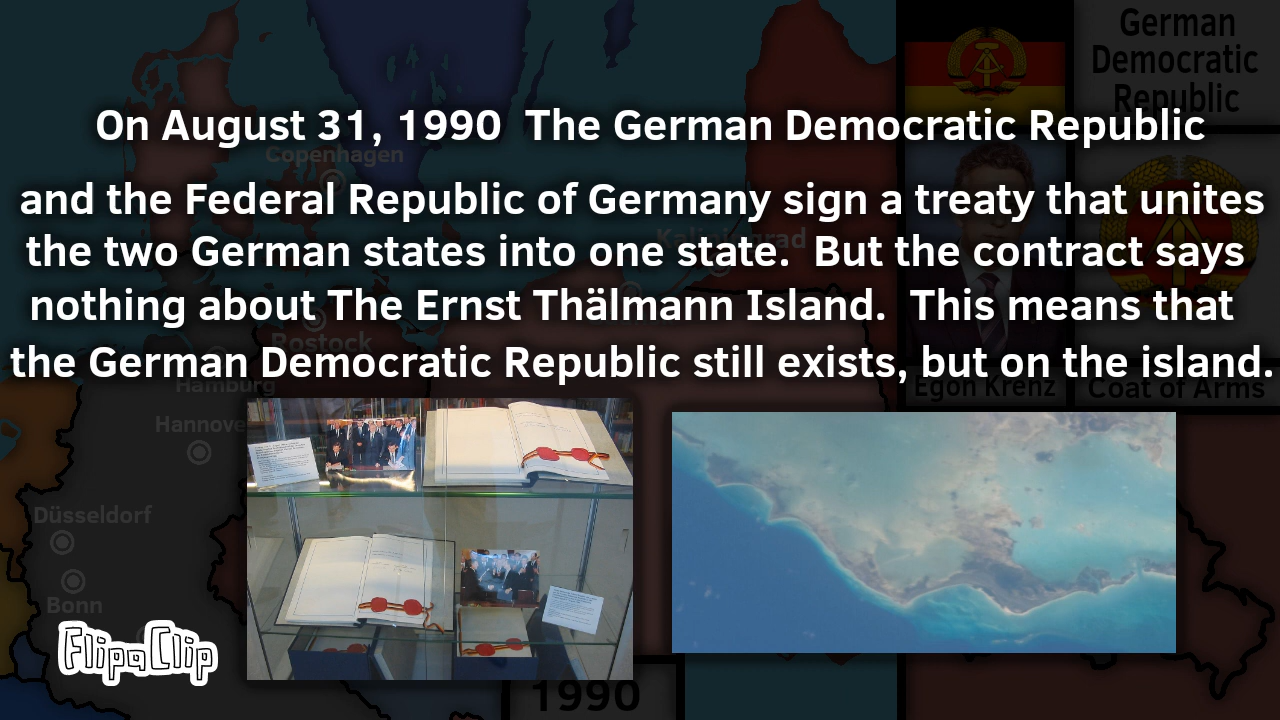 German
Democratic
Republic
On August 31, 1990 The German Democratic Republic
Copenhagen
and the Federal Republic of Germany sign a treaty that unites
the two German states into one state. But the contract says
Kaliningrad
nothing about The Ernst Thälmann Island. This means that
Rostock
the German Democratic Republic still exists, but on the island.
Hamburg
Egon Krenz
Coat of Arms
Hannove
Düsseldorf
Bonn
FlipaClip
1990